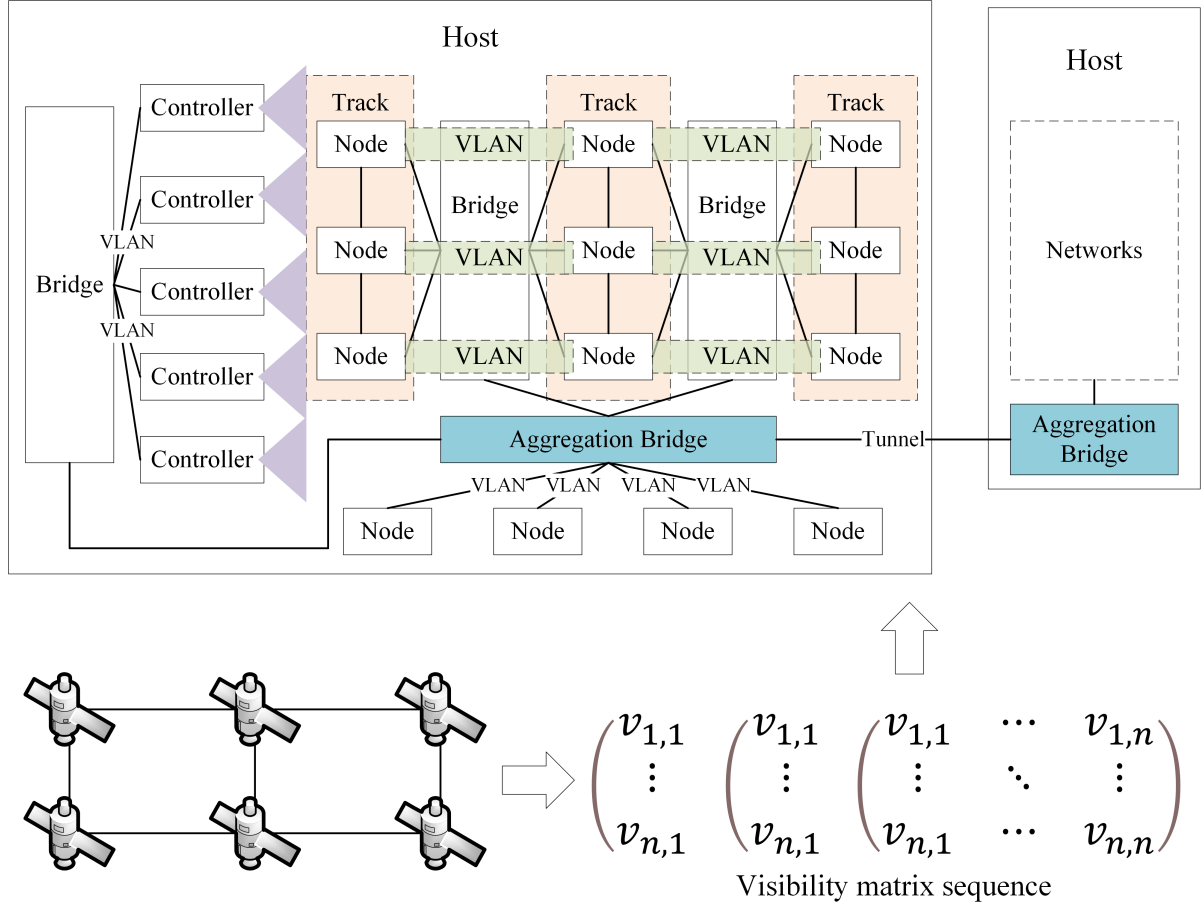 Host
Host
Controller
Controller
Controller
Controller
Controller
Bridge
VLAN
VLAN
Track
Track
Track
Node
VLAN
Node
VLAN
Node
Bridge
Bridge
Node
VLAN
Node
VLAN
Node
Node
VLAN
Node
VLAN
Node
Networks
Aggregation Bridge
Tunnel
Aggregation
Bridge
VLAN
VLAN
VLAN
VLAN
Node
Node
Node
Node
v1,1 v1,1 v1,1 ⋯ v1,n
⋮ ⋮ ⋮ ⋱ ⋮
vn,1 vn,1 vn,1 ⋯ vn,n
Visibility matrix sequence